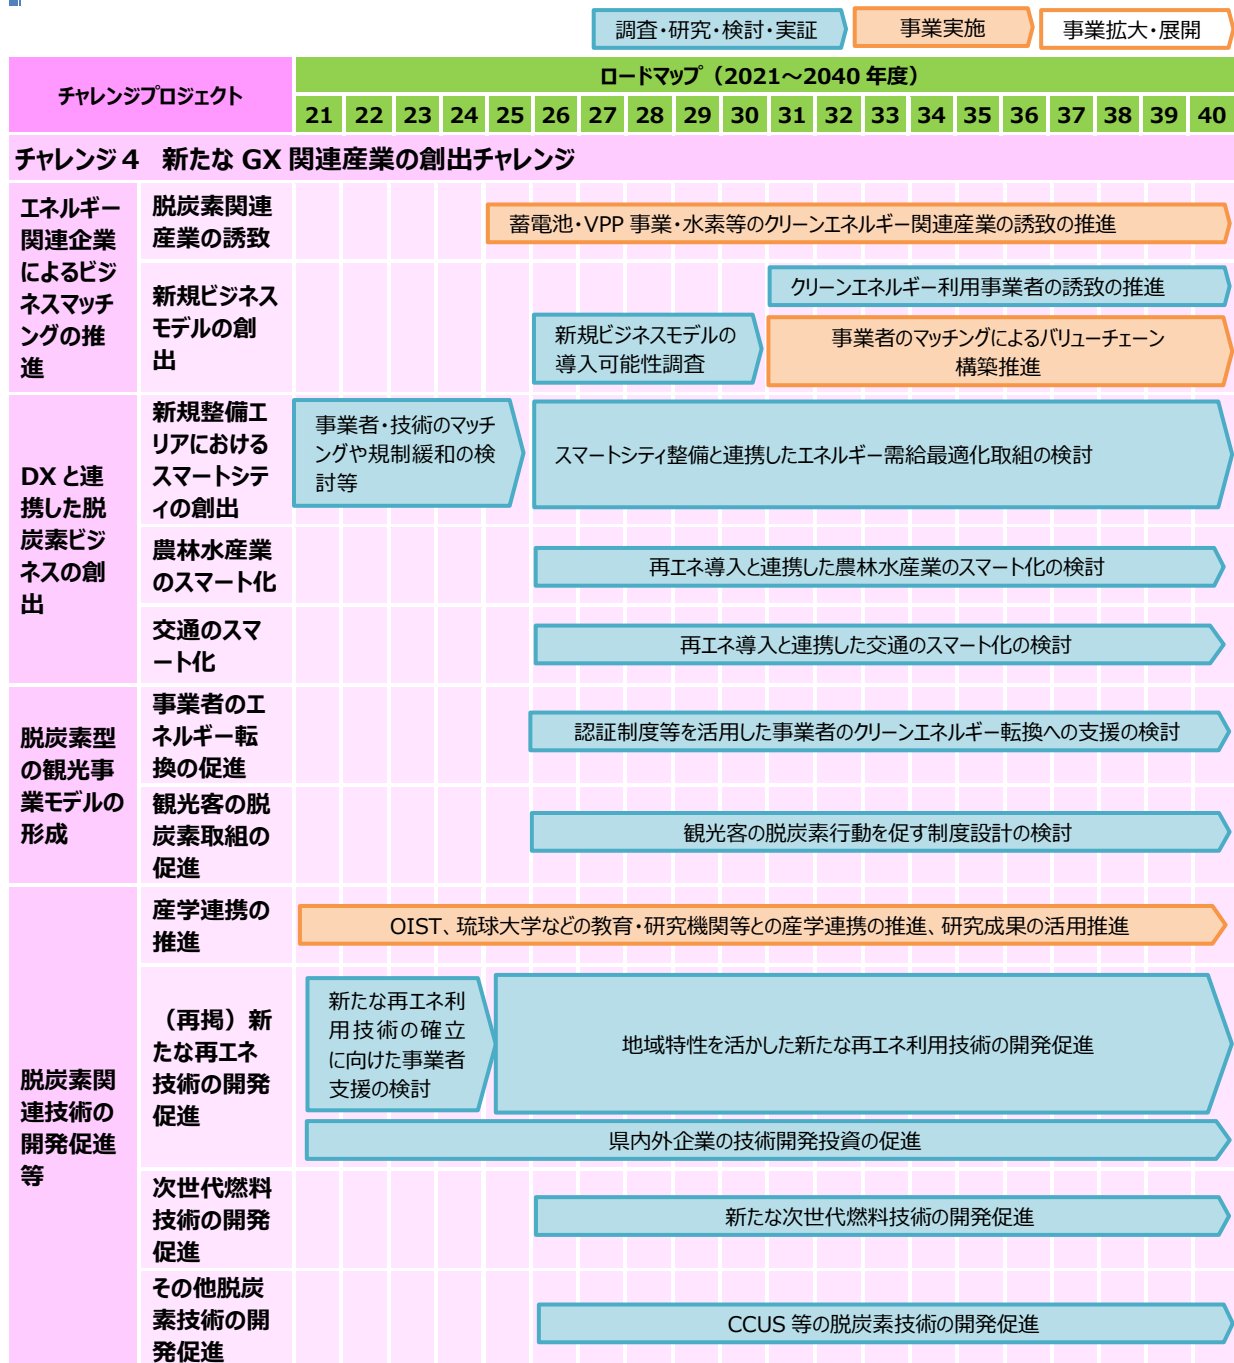 調査・研究・検討・実証
事業実施
事業拡大・展開
チャレンジプロジェクト
ロードマップ（2021～2040 年度）
21 22 23 24 25 26 27 28 29 30 31 32 33 34 35 36 37 38 39 40
チャレンジ４　新たな GX 関連産業の創出チャレンジ
エネルギー
関連企業
によるビジ
ネスマッチ
ングの推
進
脱炭素関連
産業の誘致
蓄電池・VPP 事業・水素等のクリーンエネルギー関連産業の誘致の推進
新規ビジネス
モデルの創
出
クリーンエネルギー利用事業者の誘致の推進
新規ビジネスモデルの
導入可能性調査
事業者のマッチングによるバリューチェーン
構築推進
DX と連
携した脱
炭素ビジ
ネスの創
出
新規整備エ
リアにおける
スマートシテ
ィの創出
事業者・技術のマッチ
ングや規制緩和の検
討等
スマートシティ整備と連携したエネルギー需給最適化取組の検討
農林水産業
のスマート化
再エネ導入と連携した農林水産業のスマート化の検討
交通のスマ
ート化
再エネ導入と連携した交通のスマート化の検討
脱炭素型
の観光事
業モデルの
形成
事業者のエ
ネルギー転
換の促進
認証制度等を活用した事業者のクリーンエネルギー転換への支援の検討
観光客の脱
炭素取組の
促進
観光客の脱炭素行動を促す制度設計の検討
脱炭素関
連技術の
開発促進
等
産学連携の
推進
OIST、琉球大学などの教育・研究機関等との産学連携の推進、研究成果の活用推進
（再掲）新
たな再エネ
技術の開発
促進
新たな再エネ利
用技術の確立
に向けた事業者
支援の検討
地域特性を活かした新たな再エネ利用技術の開発促進
県内外企業の技術開発投資の促進
次世代燃料
技術の開発
促進
新たな次世代燃料技術の開発促進
その他脱炭
素技術の開
発促進
CCUS 等の脱炭素技術の開発促進